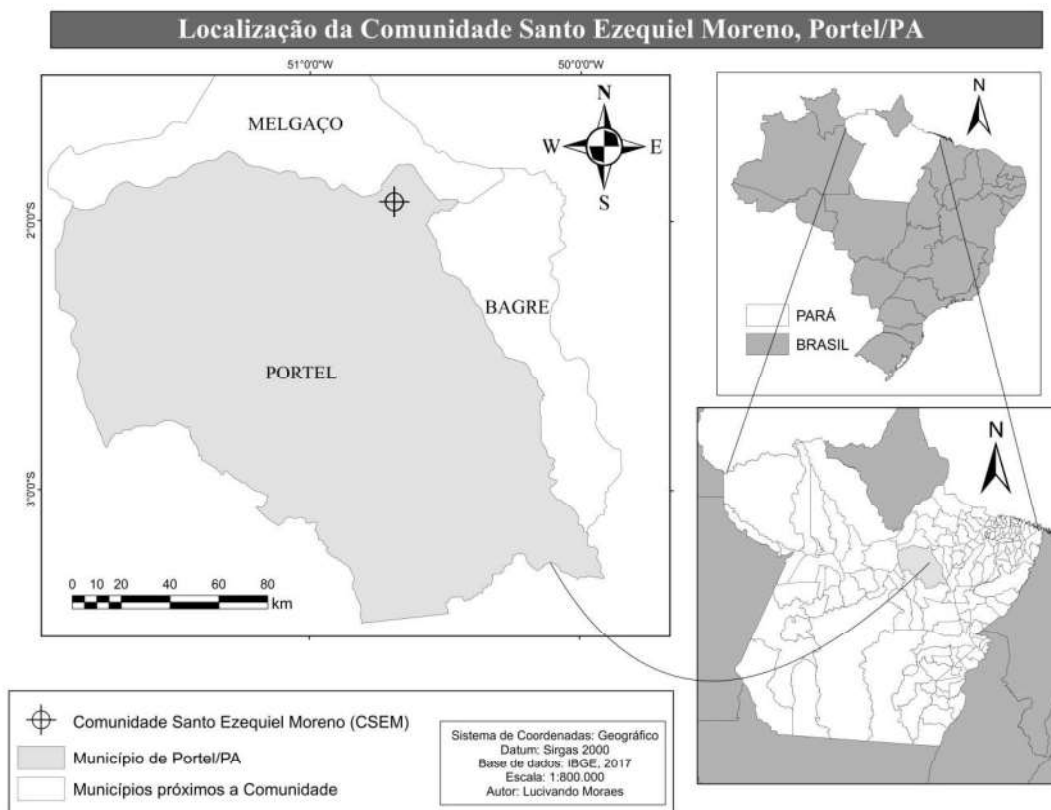 Localização da Comunidade Santo Ezequiel Moreno, Portel/PA
51°0'0"W
50°0'0"W
2°0'0"S
3°0'0"S
MELGAÇO
BAGRE
PORTEL
N
W
E
S
0 5 10 20 40 60 80
km
N
PARÁ
BRASIL
N
Comunidade Santo Ezequiel Moreno (CSEM)
Município de Portel/PA
Municípios próximos a Comunidade
Sistema de Coordenadas: Geográfico
Datum: Sirgas 2000
Base de dados: IBGE, 2017
Escala: 1:800.000
Autor: Lucivando Moraes